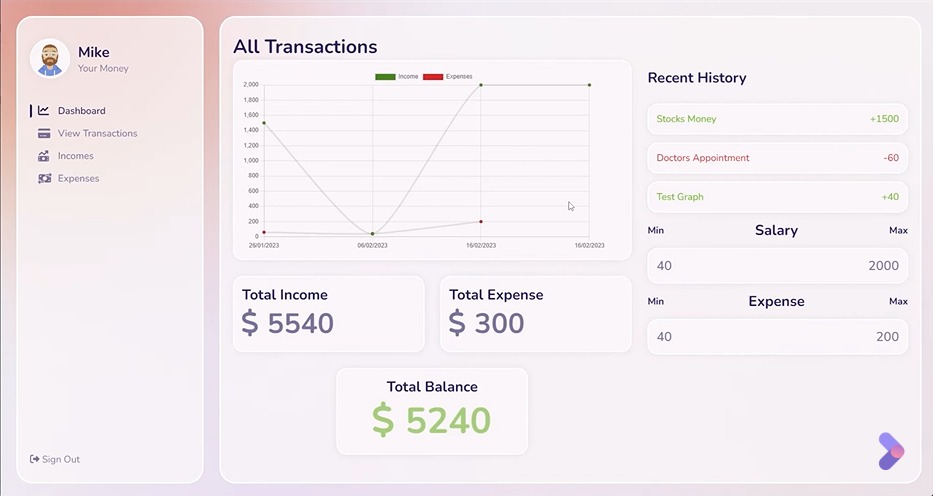 Mike
Your Money
Dashboard
View Transactions
Incomes
Expenses
Sign Out
All Transactions
Income Expenses
2,000
1,800
1,600
1,400
1,200
1,000
800
600
400
200
0
26/01/2023 06/02/2023 16/02/2023 16/02/2023
Total Income
$ 5540
Total Expense
$ 300
Total Balance
$ 5240
Recent History
Stocks Money +1500
Doctors Appointment -60
Test Graph +40
Min Salary Max
40 2000
Min Expense Max
40 200